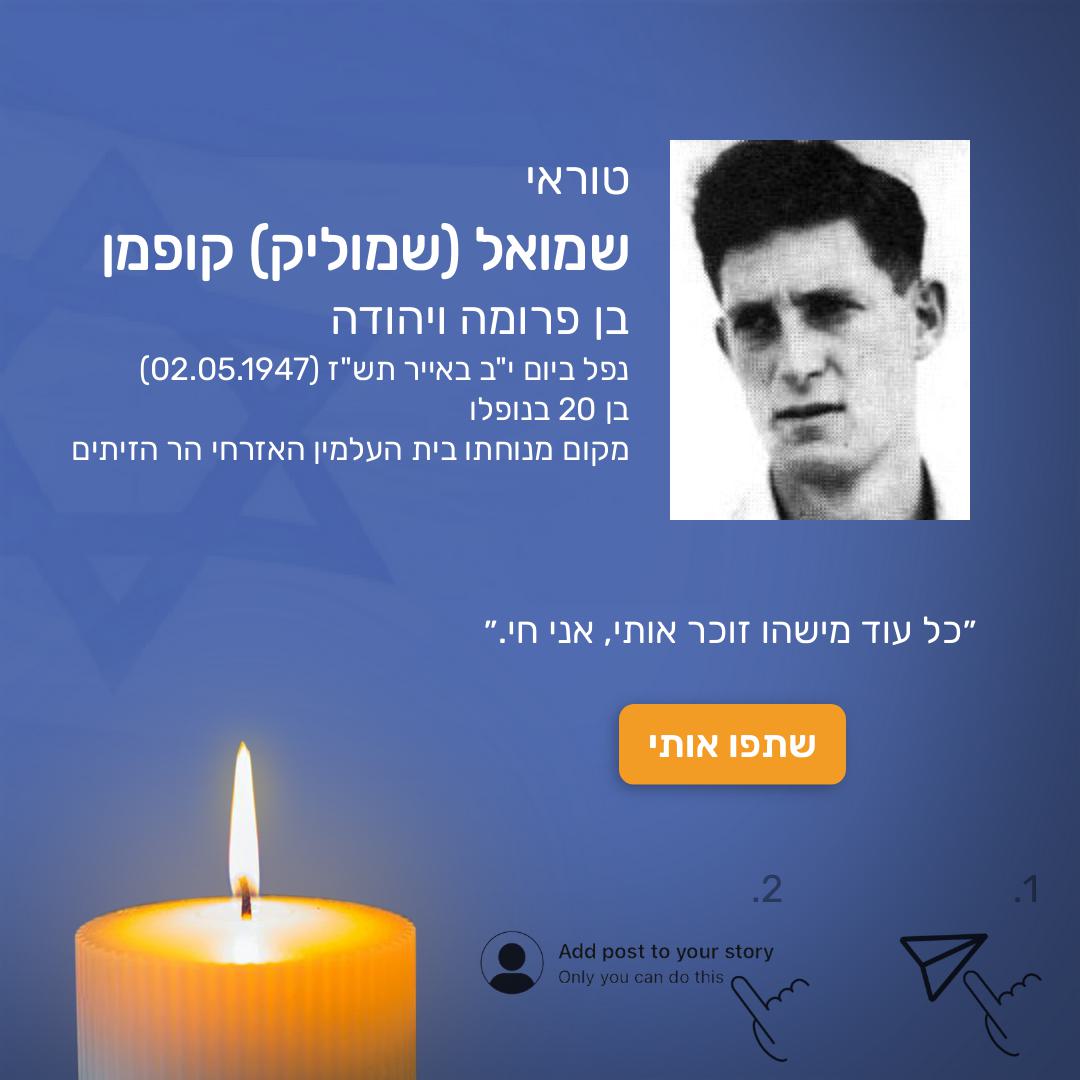 טוראי
שמואל (שמוליק) קופמן
בן פרומה ויהודה
נפל ביום י"ב באייר תש"ז (02.05.1947)
בן 20 בנופלו
מקום מנוחתו בית העלמין האזרחי הר הזיתים
״כל עוד מישהו זוכר אותי, אני חי.״
שתפו אותי
1.
2.
Add post to your story
Only you can do this